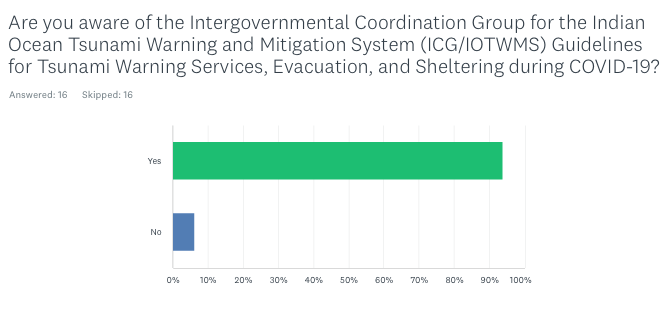 Are you aware of the Intergovernmental Coordination Group for the Indian
Ocean Tsunami Warning and Mitigation System (ICG/IOTWMS) Guidelines
for Tsunami Warning Services, Evacuation, and Sheltering during COVID-19?
Answered: 16 Skipped: 16
Yes
No
0% 10% 20% 30% 40% 50% 60% 70% 80% 90% 100%